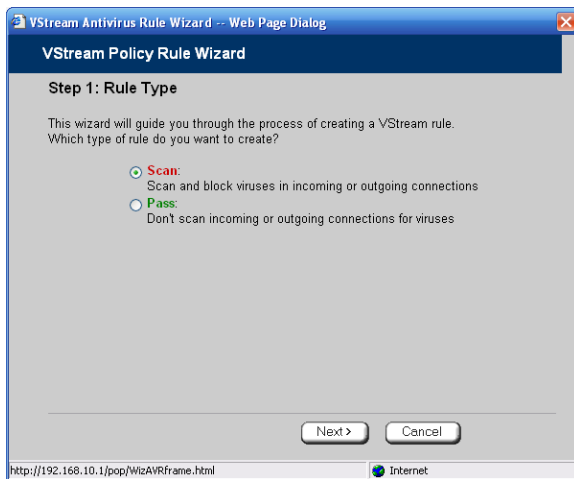 VStream Antivirus Rule Wizard -- Web Page Dialog
VStream Policy Rule Wizard
Step 1: Rule Type
This wizard will guide you through the process of creating a VStream rule.
Which type of rule do you want to create?
Scan:
Scan and block viruses in incoming or outgoing connections
Pass:
Don't scan incoming or outgoing connections for viruses
Next >
Cancel
http://192.168.10.1/pop/WizAVRframe.html
Internet